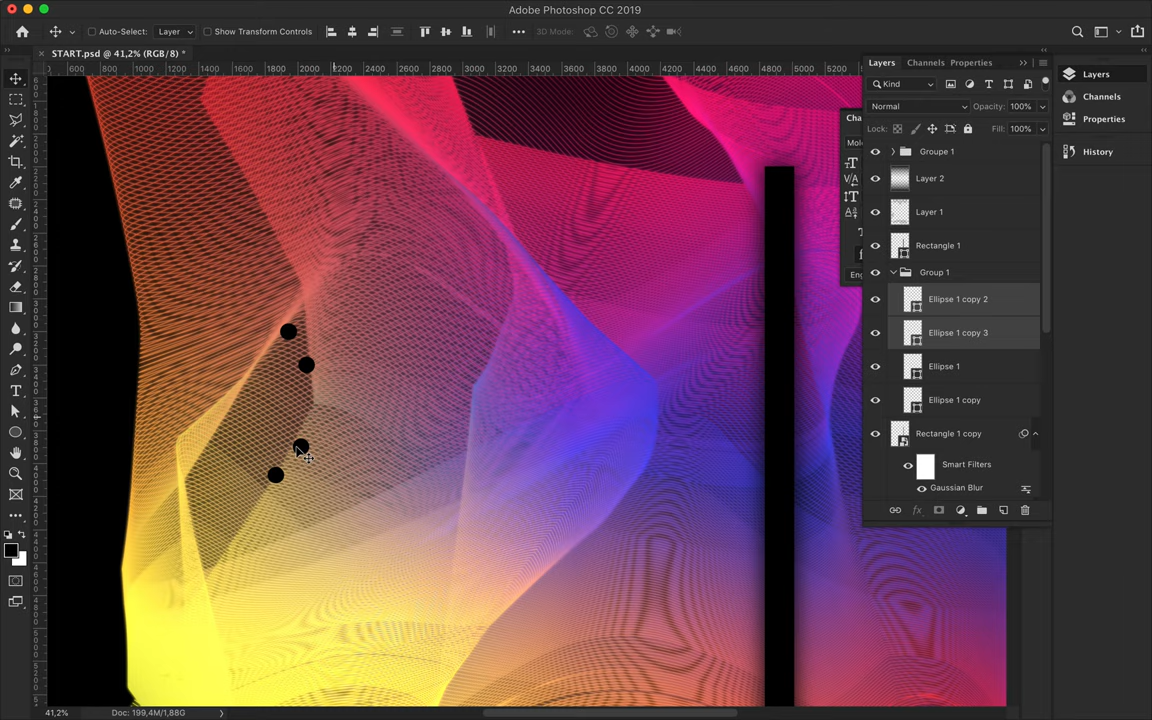 Adobe Photoshop CC 2019
Auto-Select: Layer Show Transform Controls 3D Mode:
START.psd @ 41,2% (RGB/8) *
1000 1200 1400 1600 1800 2000 2200 2400 2600 2800 3000 3200 3400 3600 3800 4000 4200 4400 4600 4800 5000 5200
Layers Channels Properties
Kind
Normal Opacity: 100%
Lock: Fill: 100%
Groupe 1
Layer 2
Layer 1
Rectangle 1
Group 1
Ellipse 1 copy 2
Ellipse 1 copy 3
Ellipse 1
Ellipse 1 copy
Rectangle 1 copy
Smart Filters
Gaussian Blur
Cha
Mol
Eng
Layers
Channels
Properties
History
41,2% Doc: 199,4M/1,88G